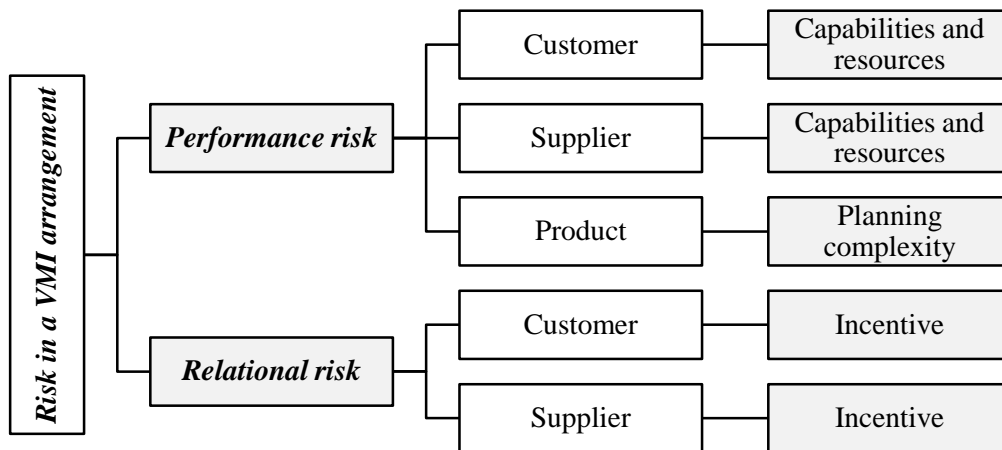 Risk in a VMI arrangement
Performance risk
Customer
Capabilities and
resources
Supplier
Capabilities and
resources
Product
Planning
complexity
Relational risk
Customer
Incentive
Supplier
Incentive